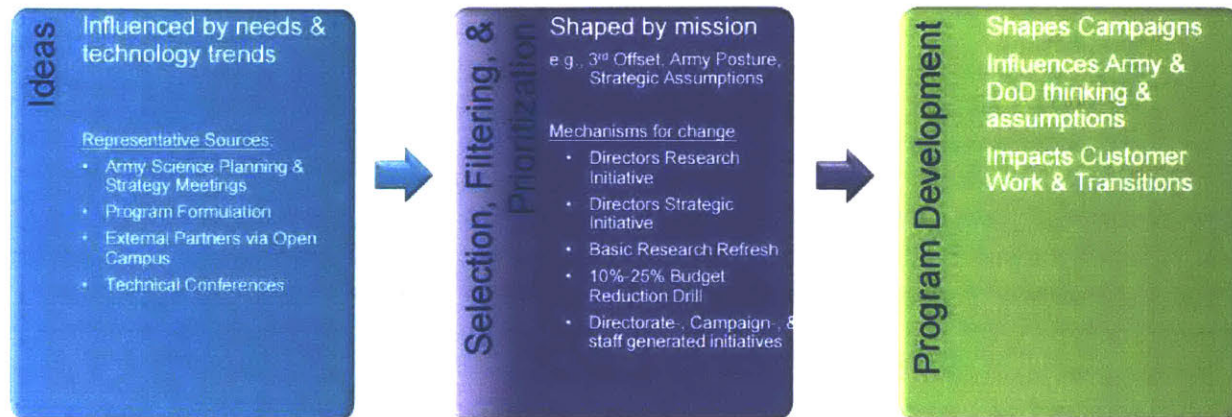 Ideas
Influenced by needs &
technology trends
Representative Sources:
• Army Science Planning &
Strategy Meetings
• Program Formulation
• External Partners via Open
Campus
• Technical Conferences
Selection, Filtering, &
Prioritization
Shaped by mission
e.g., 3rd Offset, Army Posture,
Strategic Assumptions
Mechanisms for change
• Directors Research
Initiative
• Directors Strategic
Initiative
• Basic Research Refresh
• 10%-25% Budget
Reduction Drill
• Directorate-, Campaign-, &
staff generated initiatives
Program Development
Shapes Campaigns
Influences Army &
DoD thinking &
assumptions
Impacts Customer
Work & Transitions